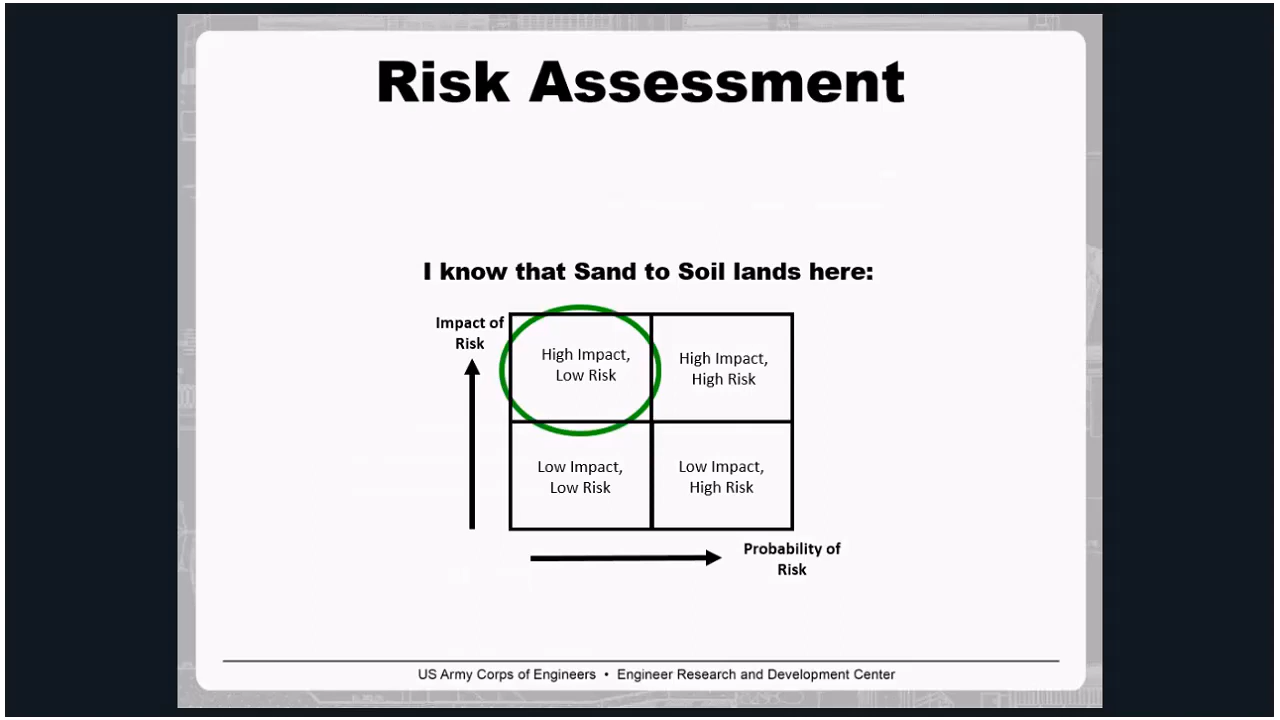 Risk Assessment
I know that Sand to Soil lands here:
Impact of
Risk
High Impact,
Low Risk
High Impact,
High Risk
Low Impact,
Low Risk
Low Impact,
High Risk
Probability of
Risk
US Army Corps of Engineers • Engineer Research and Development Center